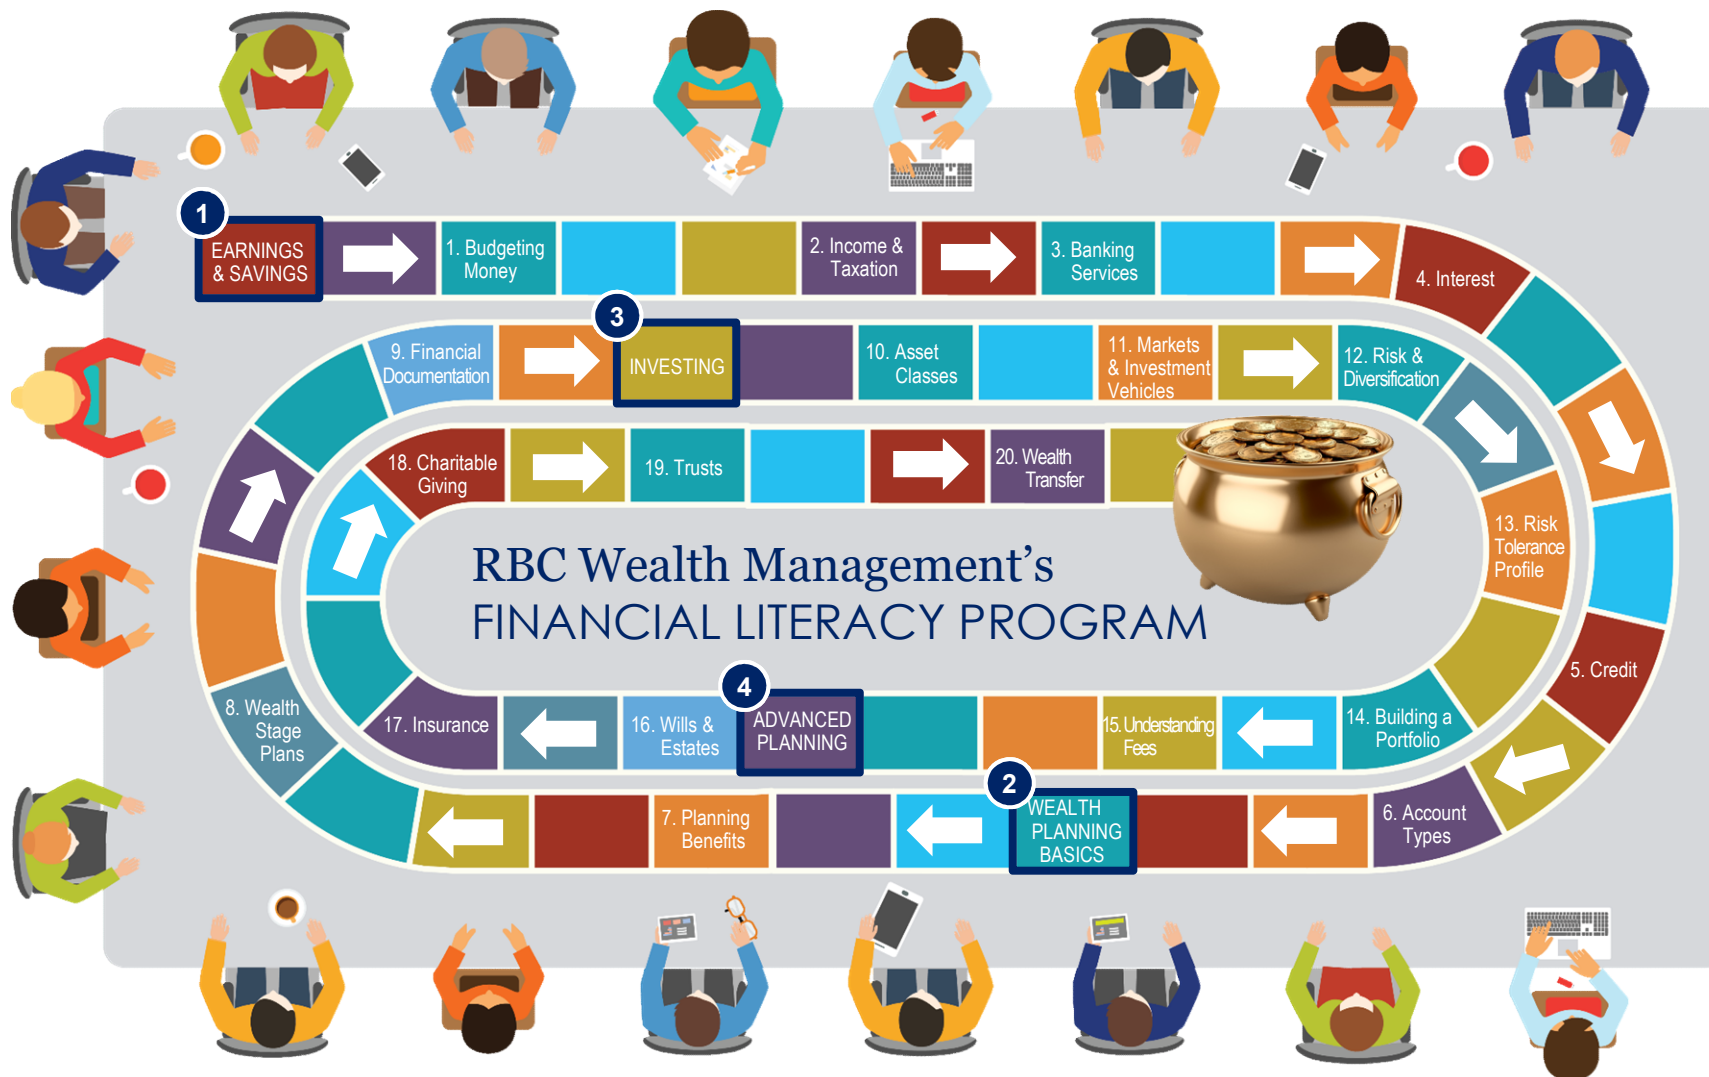 1
EARNINGS
& SAVINGS
1. Budgeting
Money
2. Income &
Taxation
3. Banking
Services
4. Interest
5. Credit
6. Account
Types
2
WEALTH
PLANNING
BASICS
7. Planning
Benefits
8. Wealth
Stage
Plans
9. Financial
Documentation
3
INVESTING
10. Asset
Classes
11. Markets
& Investment
Vehicles
12. Risk &
Diversification
13. Risk
Tolerance
Profile
14. Building a
Portfolio
15. Understanding
Fees
4
ADVANCED
PLANNING
16. Wills &
Estates
17. Insurance
18. Charitable
Giving
19. Trusts
20. Wealth
Transfer
RBC Wealth Management’s
FINANCIAL LITERACY PROGRAM